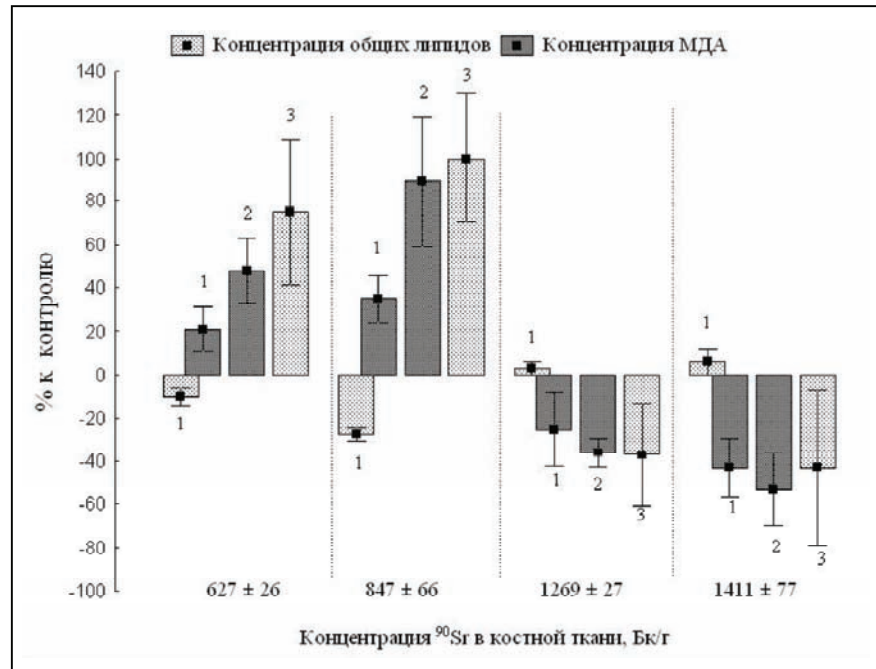 Концентрация общих липидов Концентрация МДА
% к контролю
140
120
100
80
60
40
20
0
-20
-40
-60
-80
-100
1 1 2 3
1 1 2 3
1 1 2 3
1 1 2 3
627 ± 26 847 ± 66 1269 ± 27 1411 ± 77
Концентрация ⁹⁰Sr в костной ткани, Бк/г